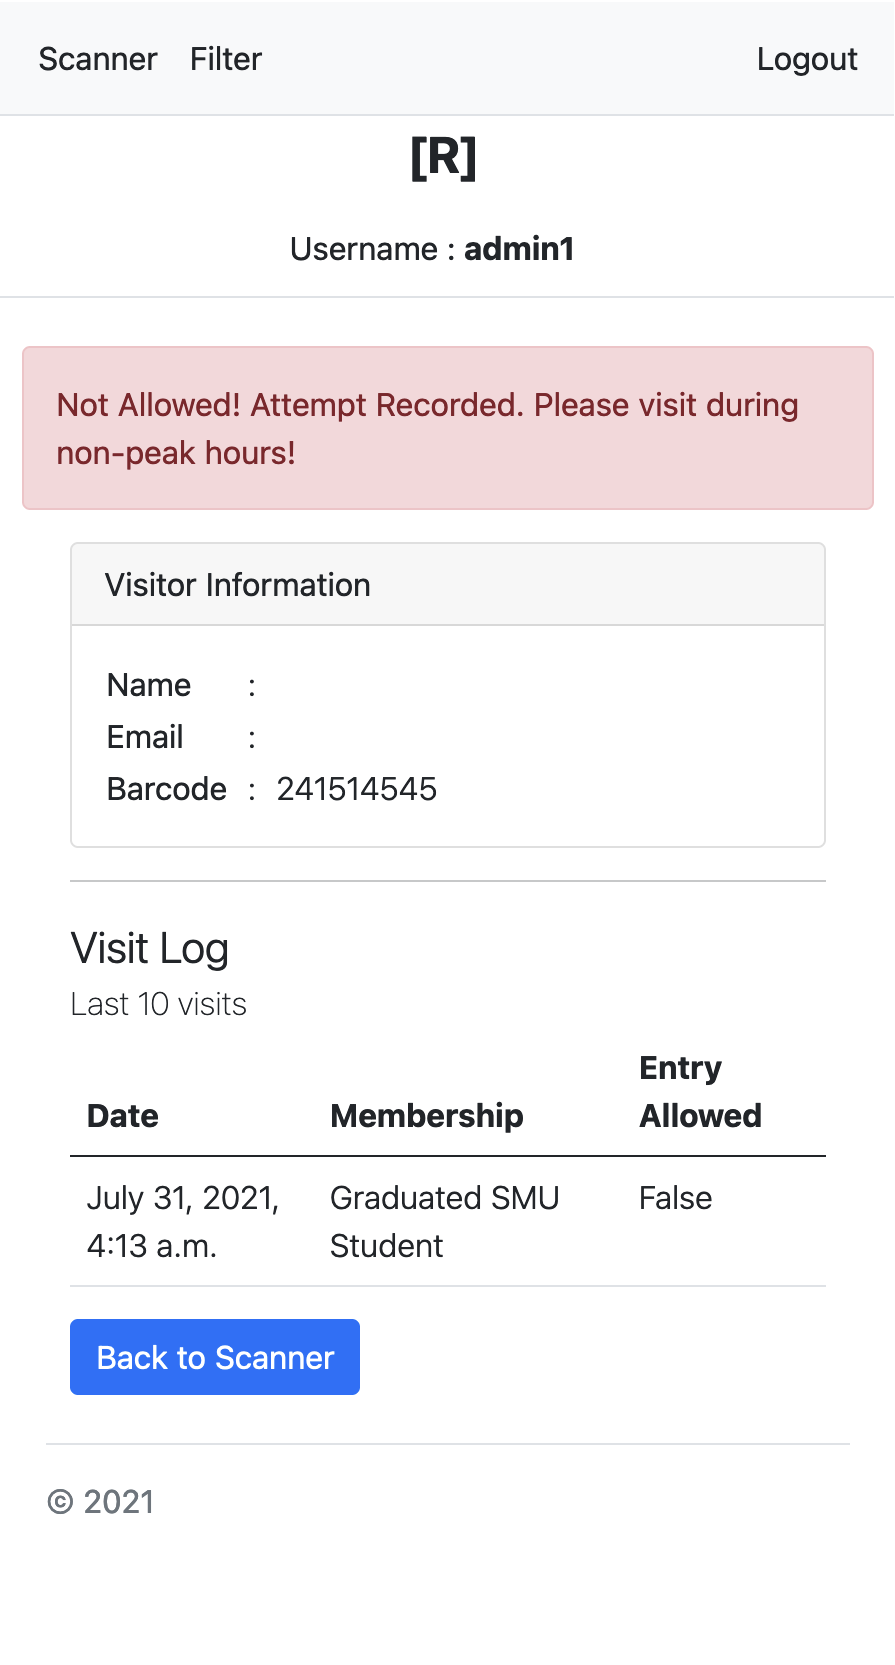 Scanner Filter Logout
[R]
Username : admin1
Not Allowed! Attempt Recorded. Please visit during
non-peak hours!
Visitor Information
Name :
Email :
Barcode : 241514545
Visit Log
Last 10 visits
Entry
Date Membership Allowed
July 31, 2021, Graduated SMU False
4:13 a.m. Student
Back to Scanner
© 2021